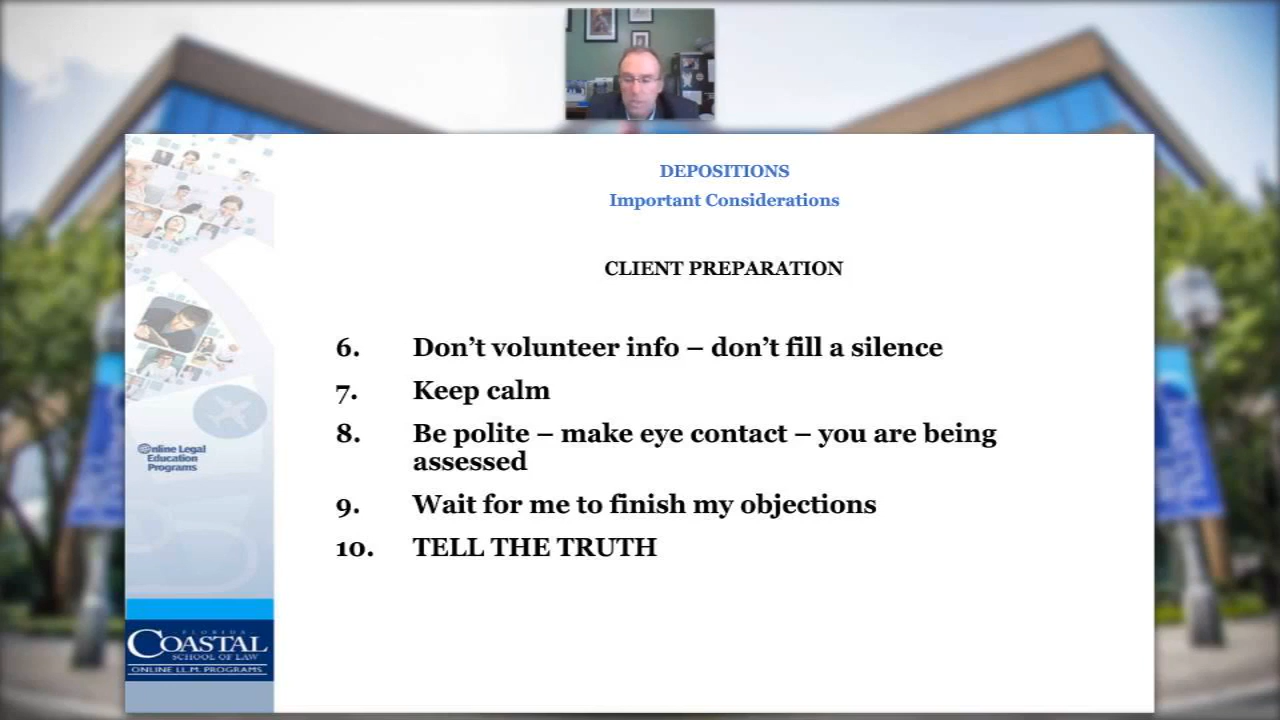 DEPOSITIONS
Important Considerations
CLIENT PREPARATION
6. Don’t volunteer info – don’t fill a silence
7. Keep calm
8. Be polite – make eye contact – you are being
assessed
9. Wait for me to finish my objections
10. TELL THE TRUTH
Online Legal
Education
Programs
FLORIDA
COASTAL
SCHOOL OF LAW
ONLINE LL.M. PROGRAMS